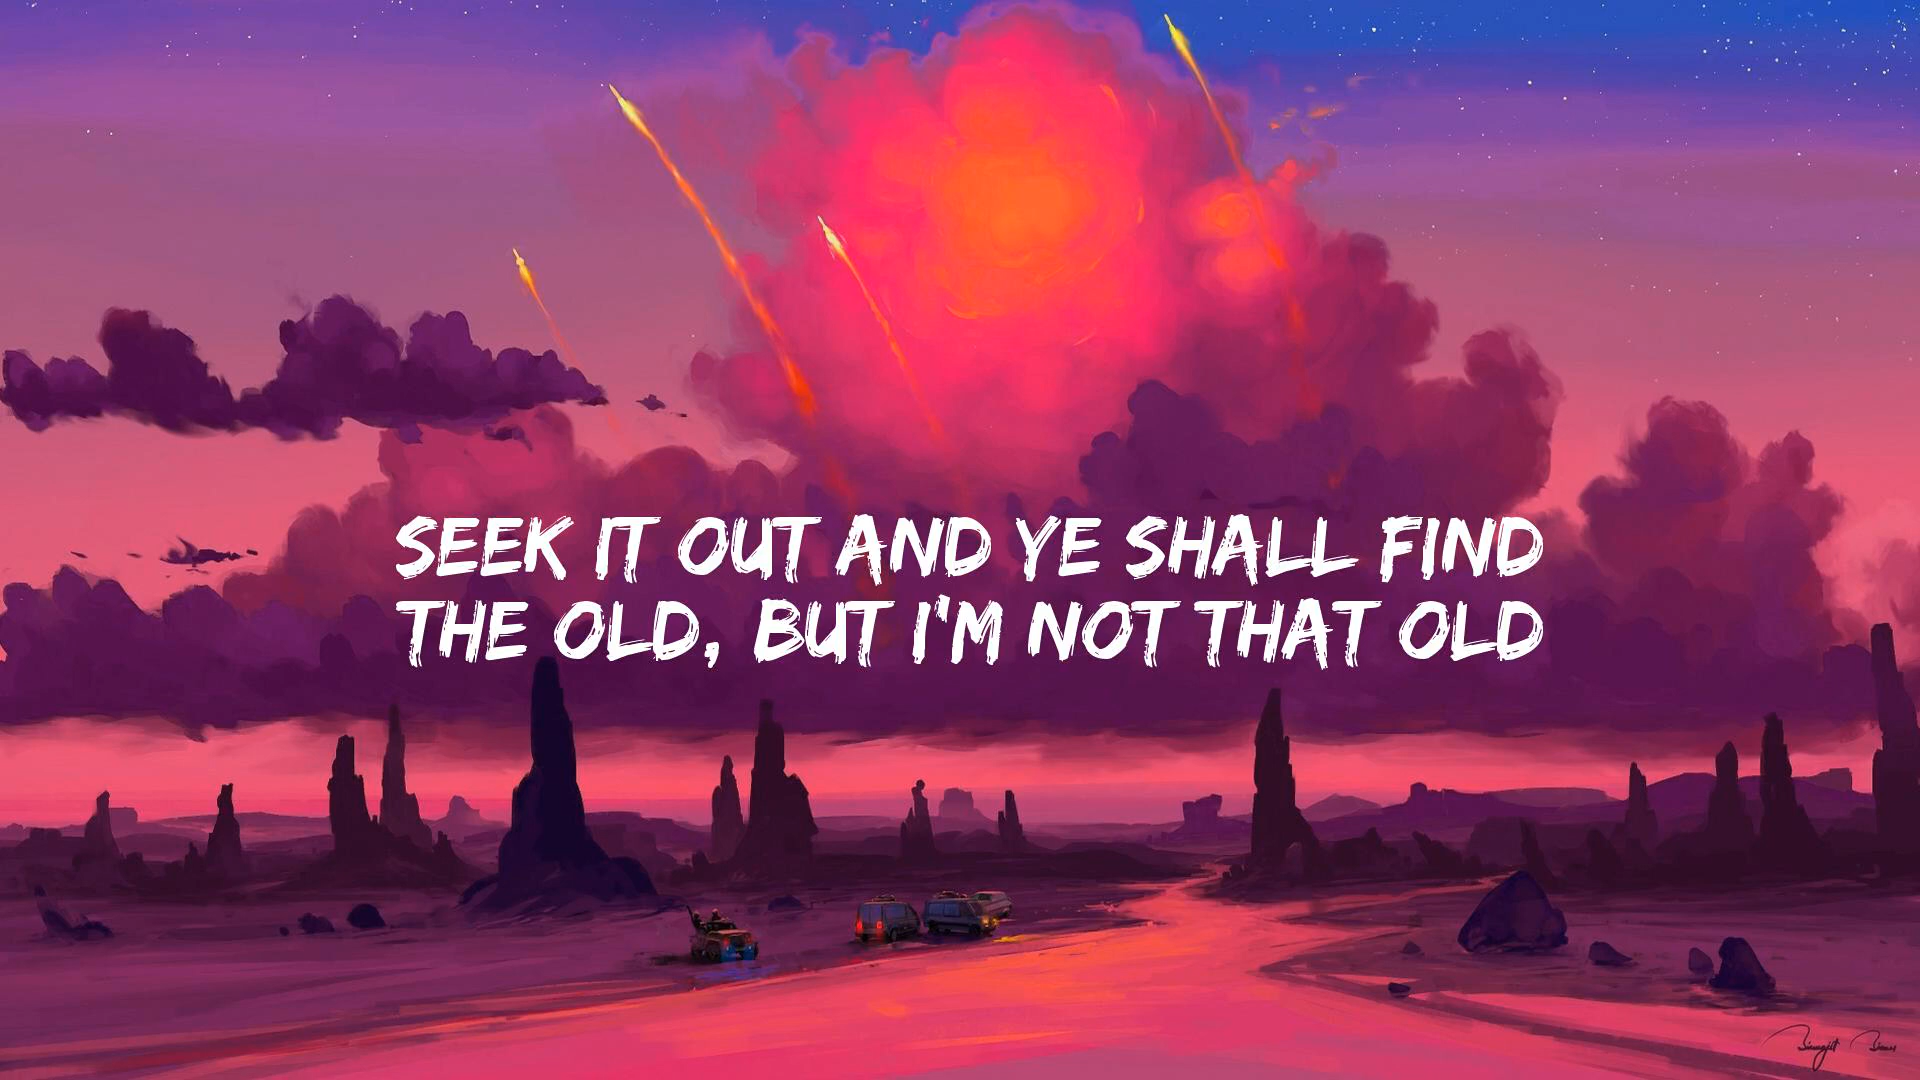 SEEK IT OUT AND YE SHALL FIND
THE OLD, BUT I'M NOT THAT OLD